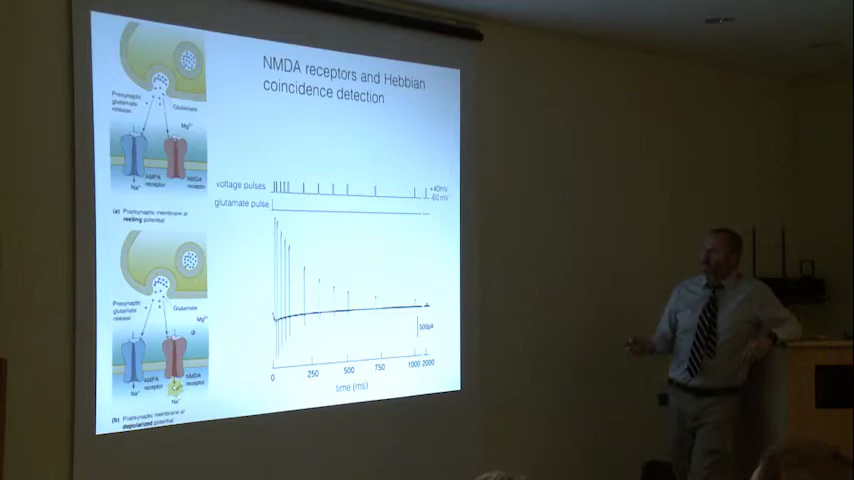 NMDA receptors and Hebbian
coincidence detection
Presynaptic
glutamate
release
Glutamate
Mg²⁺
AMPA
receptor
NMDA
receptor
Na⁺
(a) Postsynaptic membrane at
resting potential
Presynaptic
glutamate
release
Glutamate
Mg²⁺
AMPA
receptor
NMDA
receptor
Na⁺
Na⁺
(b) Postsynaptic membrane at
depolarized potential
voltage pulses
+40mV
-60 mV
glutamate pulse
500pA
0 250 500 750 1000 2000
time (ms)